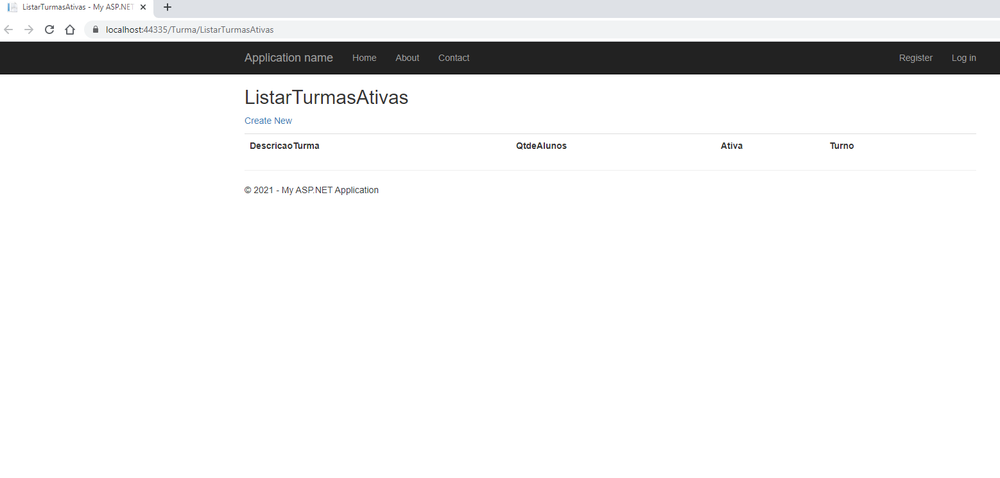 ListarTurmasAtivas - My ASP.NET
localhost:44335/Turma/ListarTurmasAtivas
Application name Home About Contact Register Log in
ListarTurmasAtivas
Create New
DescricaoTurma QtdeAlunos Ativa Turno
© 2021 - My ASP.NET Application